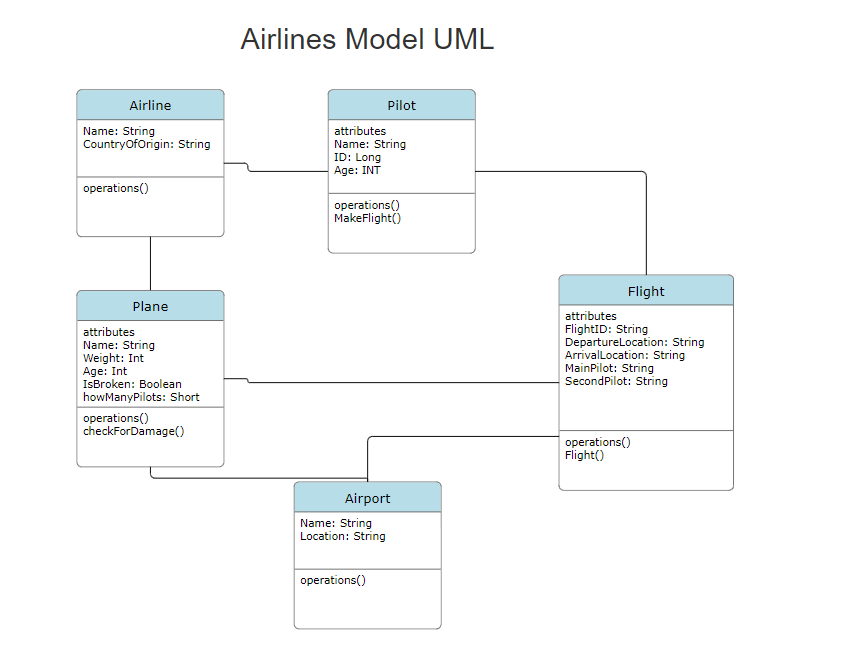 Airlines Model UML
Airline
Name: String
CountryOfOrigin: String
operations()
Pilot
attributes
Name: String
ID: Long
Age: INT
operations()
MakeFlight()
Plane
attributes
Name: String
Weight: Int
Age: Int
IsBroken: Boolean
howManyPilots: Short
operations()
checkForDamage()
Flight
attributes
FlightID: String
DepartureLocation: String
ArrivalLocation: String
MainPilot: String
SecondPilot: String
operations()
Flight()
Airport
Name: String
Location: String
operations()